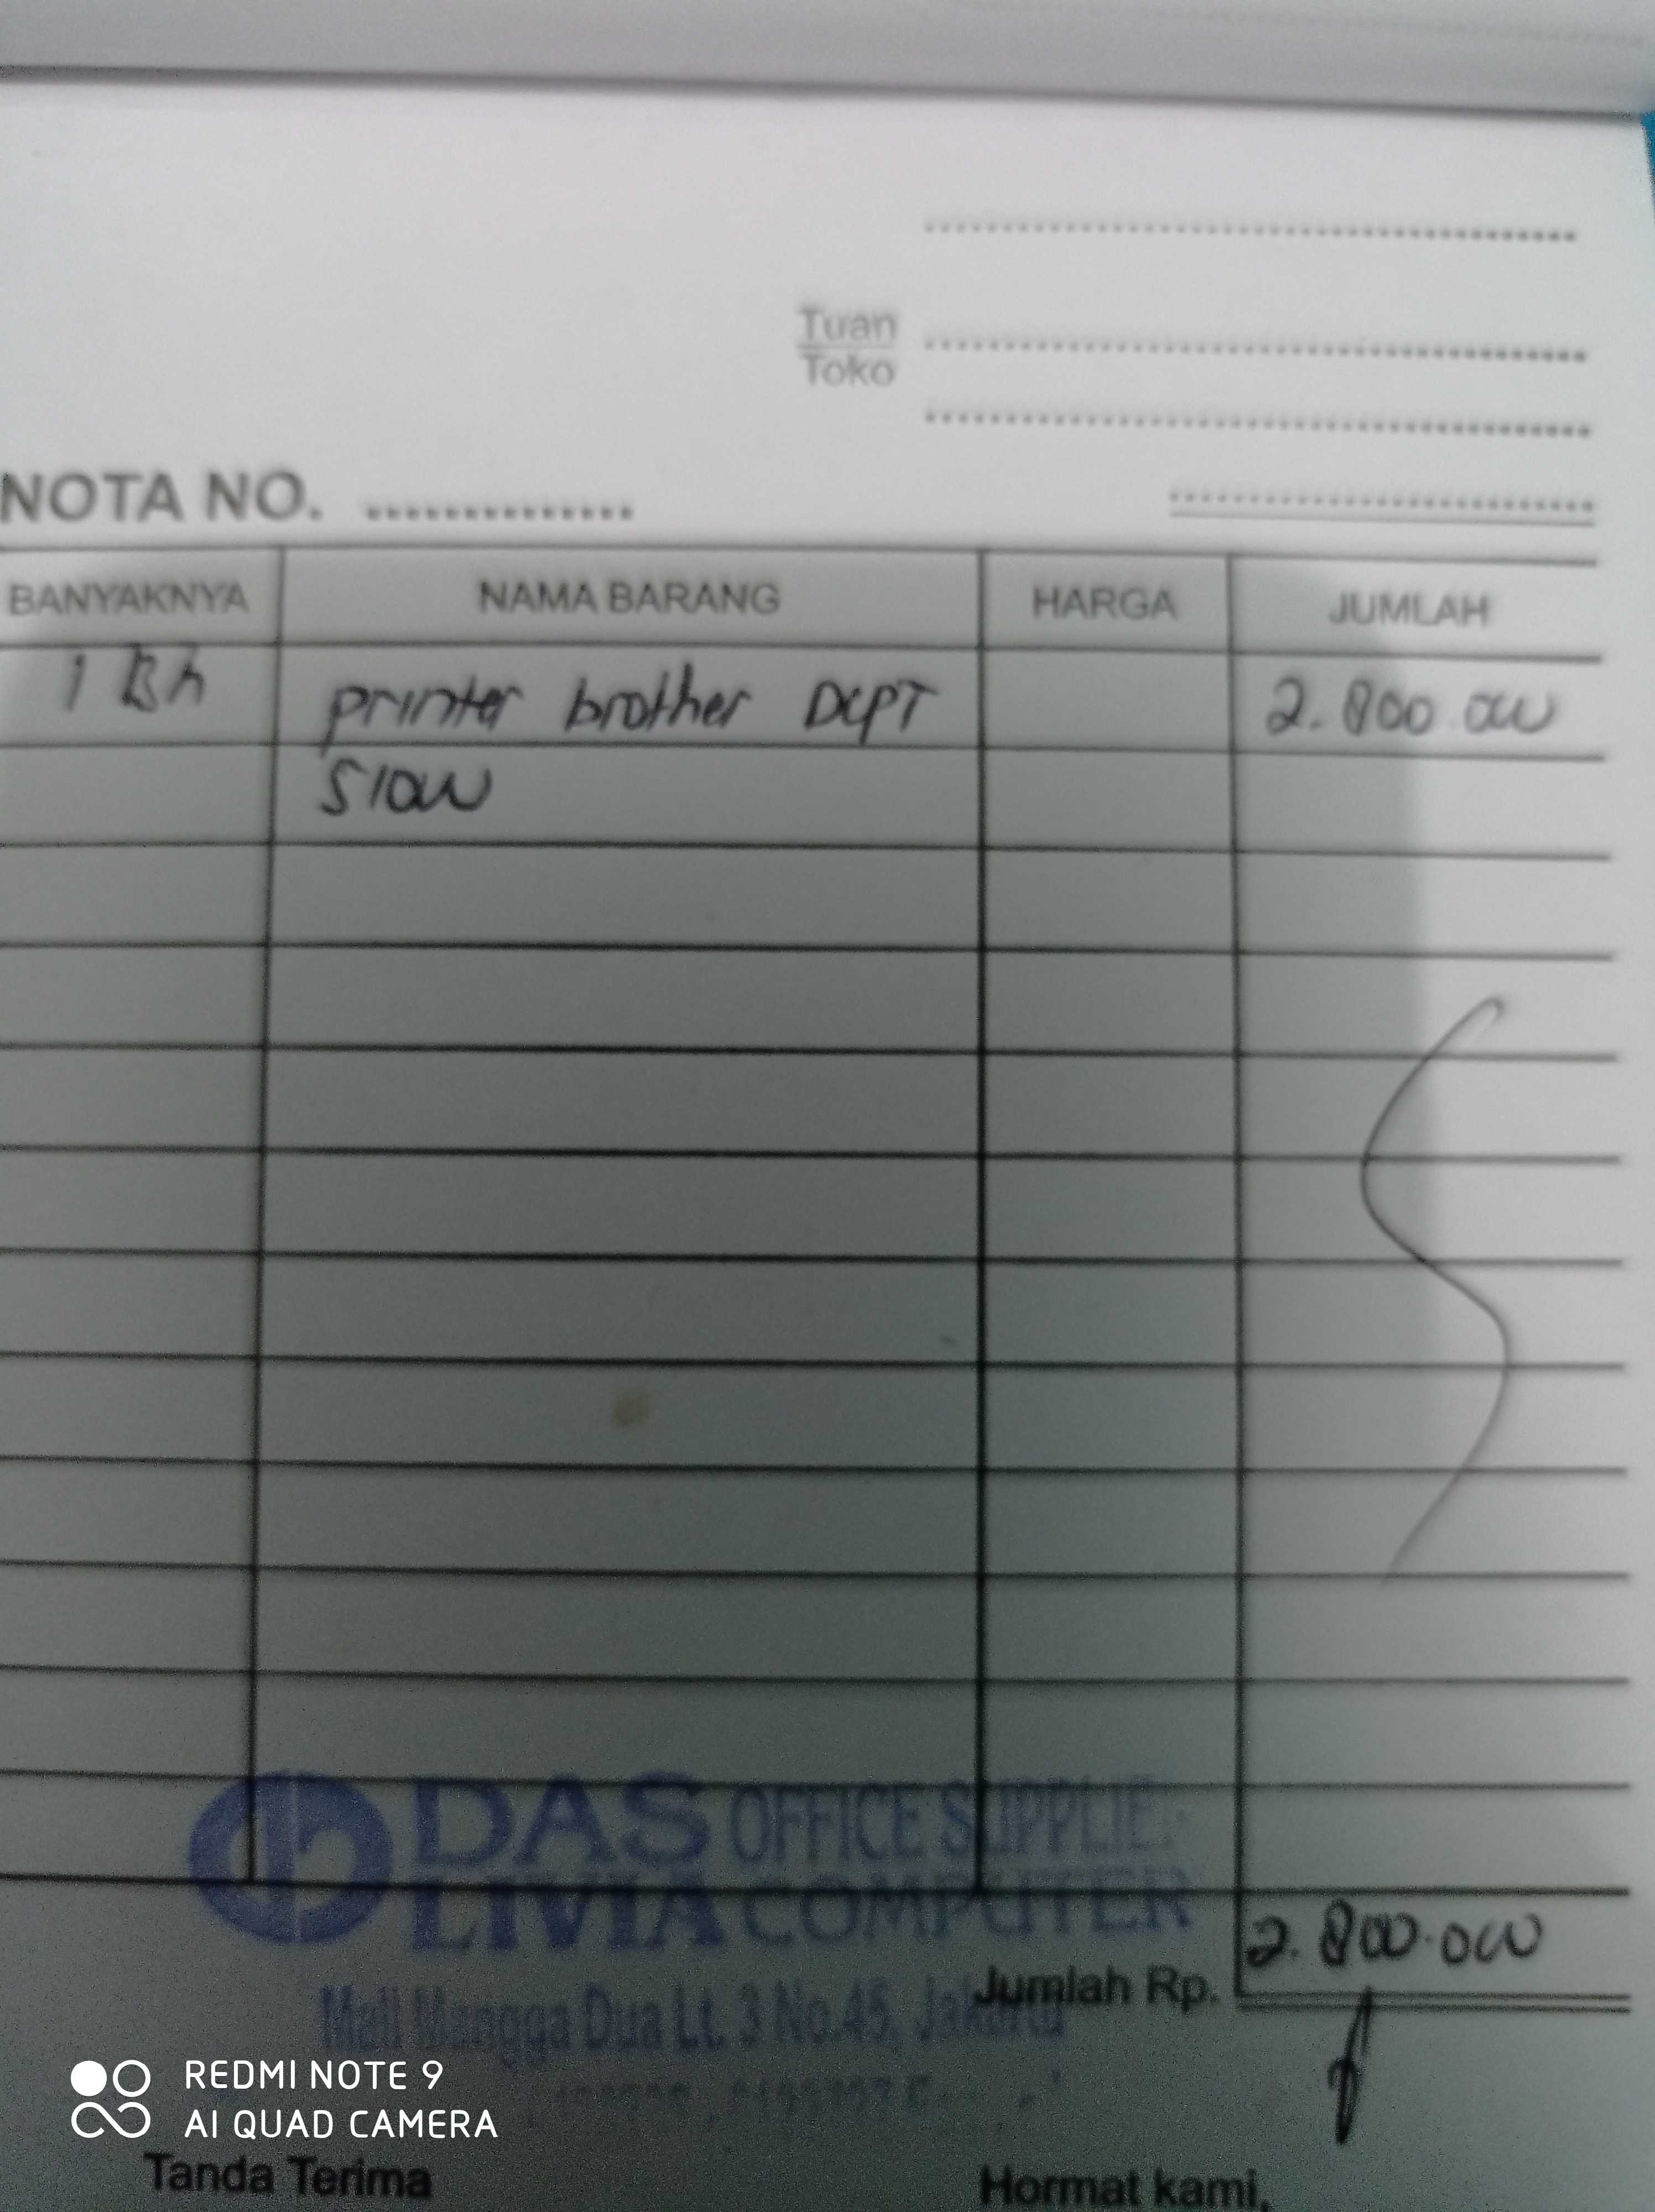 Tuan
Toko
NOTA NO.
BANYAKNYA NAMA BARANG HARGA JUMLAH
1 Bh printer brother DCPT 2.800.000
510W
DAS OFFICE SUPPLIE
LIVIA COMPUTER
2.800.000
Jumlah Rp.
Mall Mangga Dua Lt. 3 No.45, Jakarta
REDMI NOTE 9
AI QUAD CAMERA
Tanda Terima Hormat kami,